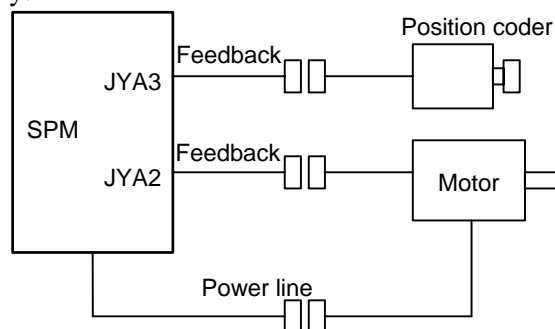 Position coder
Feedback
JYA3
SPM
Feedback
JYA2
Motor
Power line